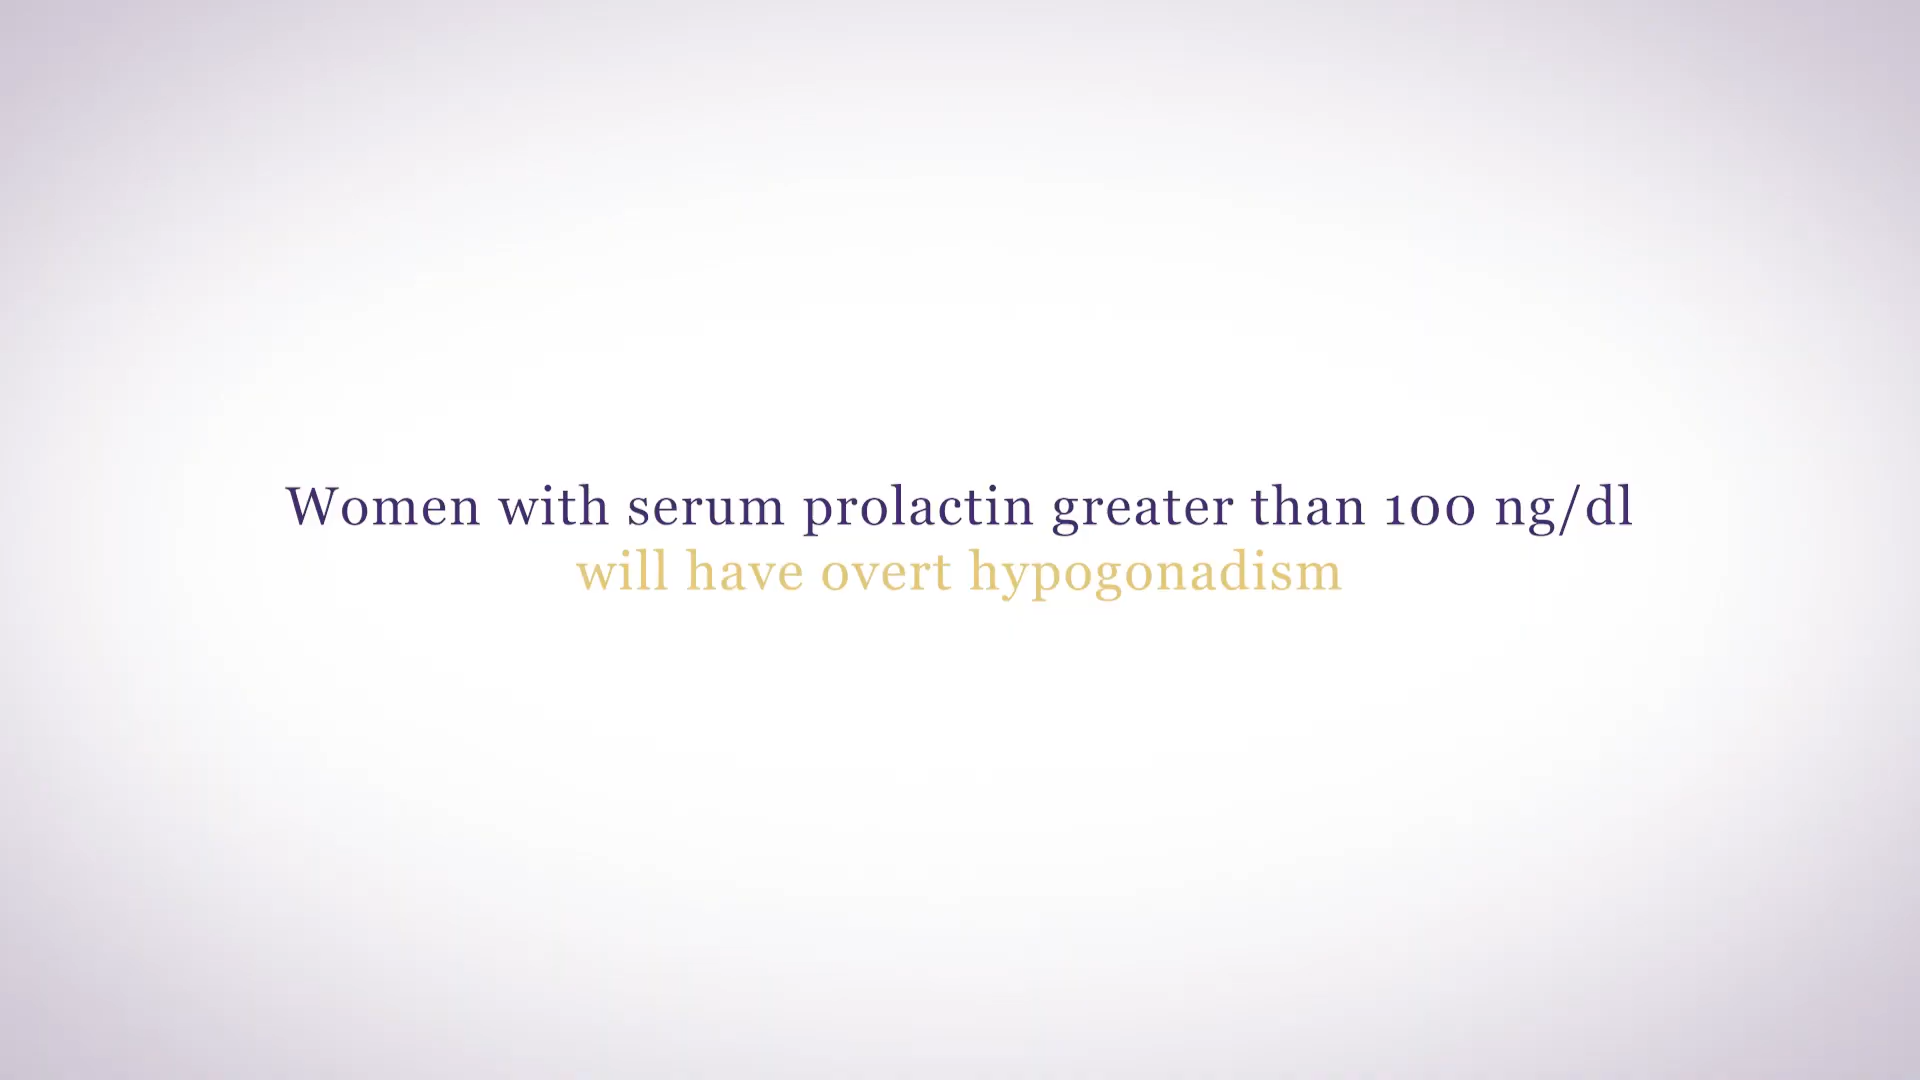 Women with serum prolactin greater than 100 ng/dl
will have overt hypogonadism